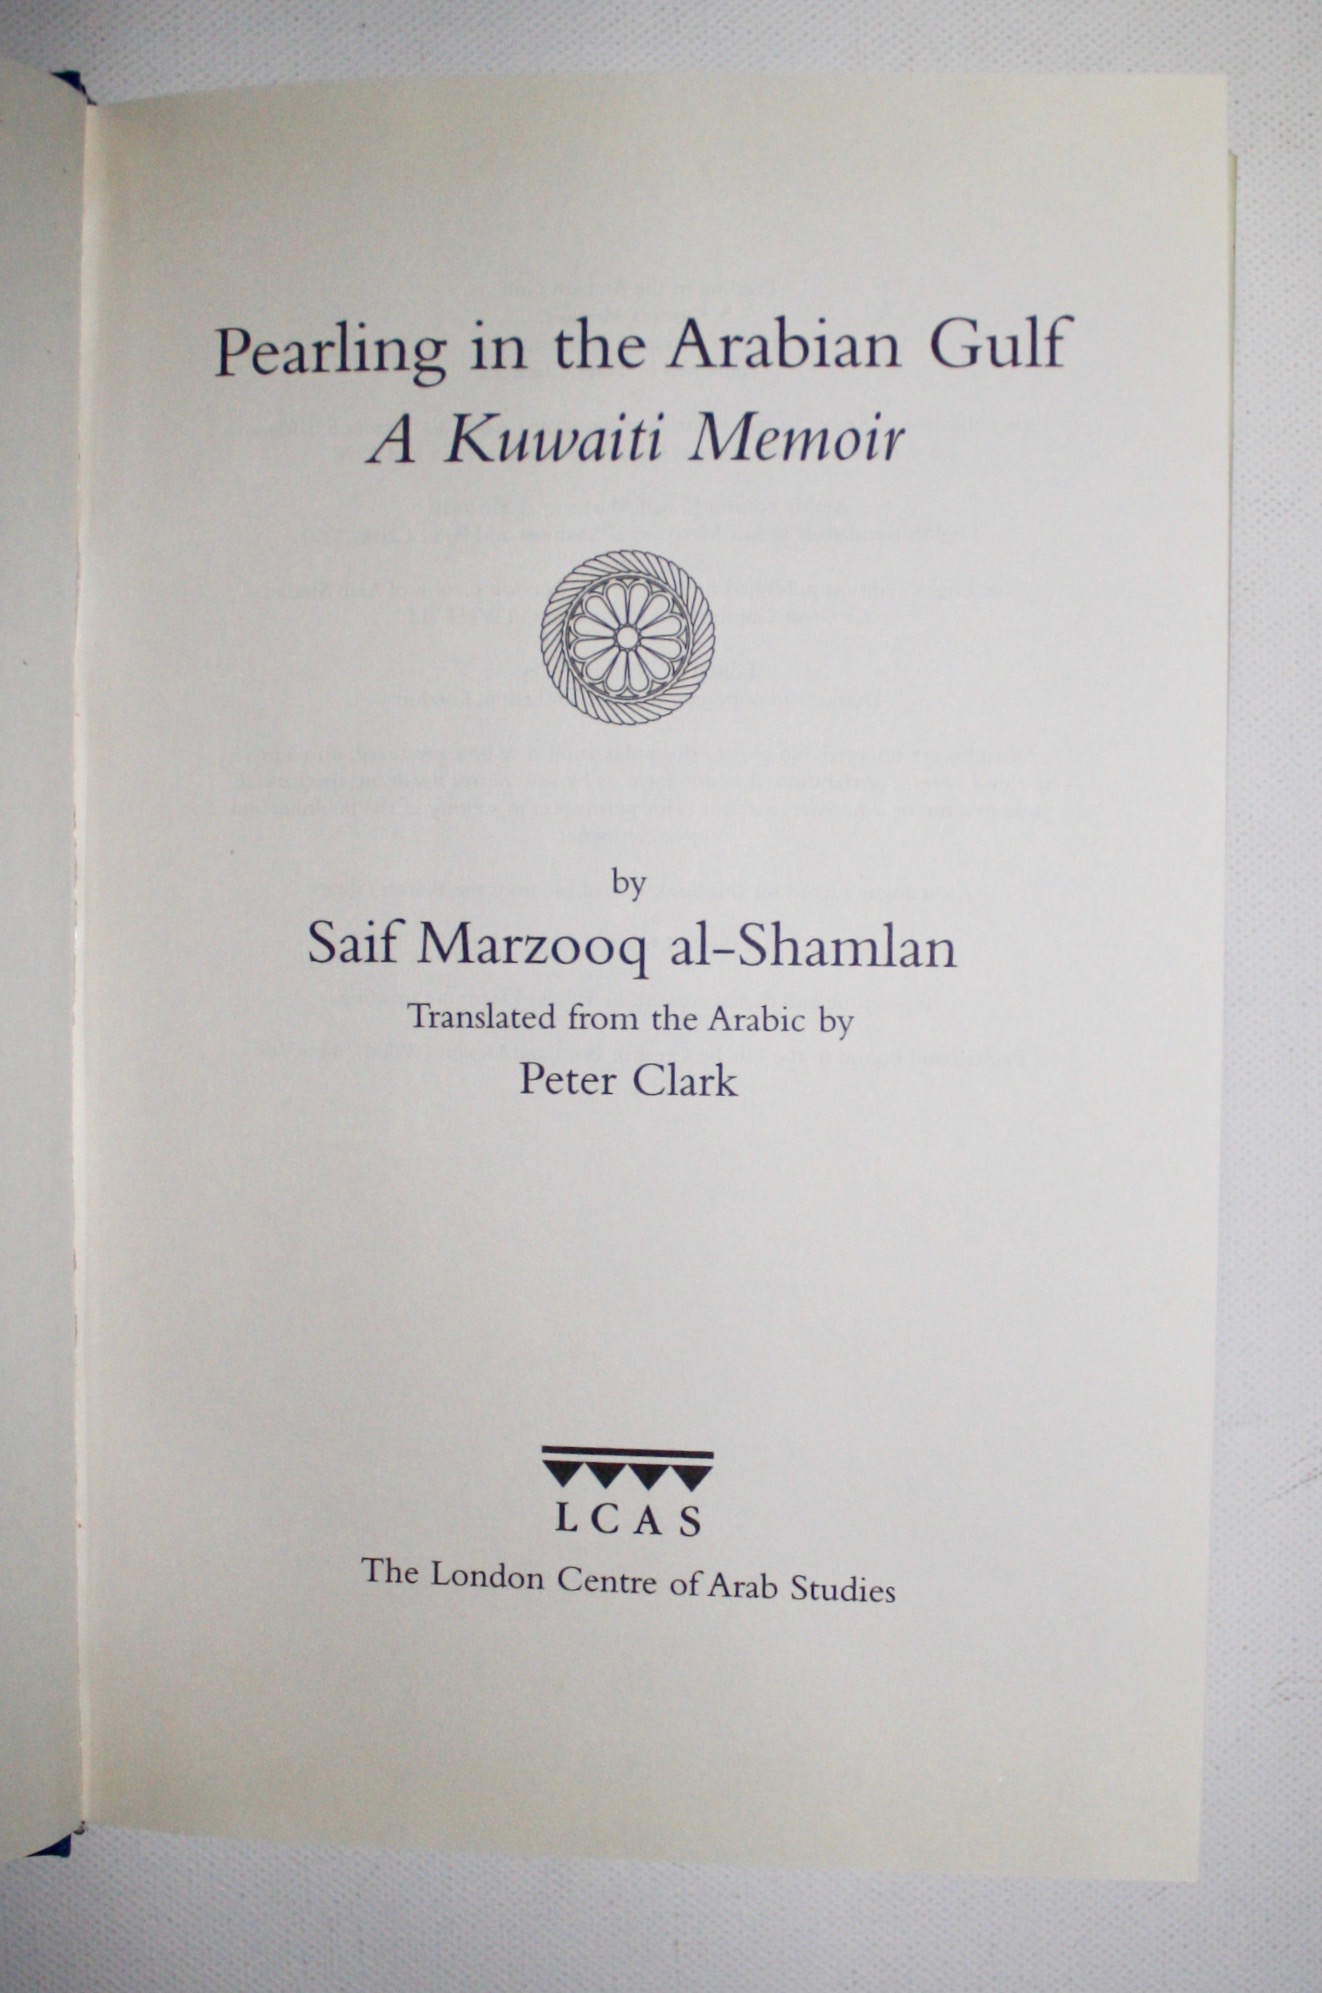 Pearling in the Arabian Gulf
A Kuwaiti Memoir
by
Saif Marzooq al-Shamlan
Translated from the Arabic by
Peter Clark
LCAS
The London Centre of Arab Studies